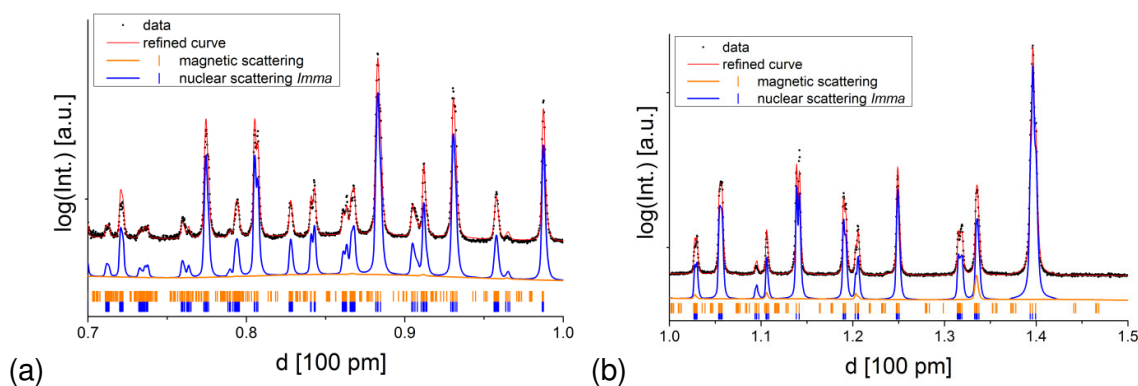 data
refined curve
magnetic scattering
nuclear scattering Imma
log(Int.) [a.u.]
0.7 0.8 0.9 1.0
d [100 pm]
(a)
data
refined curve
magnetic scattering
nuclear scattering Imma
log(Int.) [a.u.]
1.0 1.1 1.2 1.3 1.4 1.5
d [100 pm]
(b)